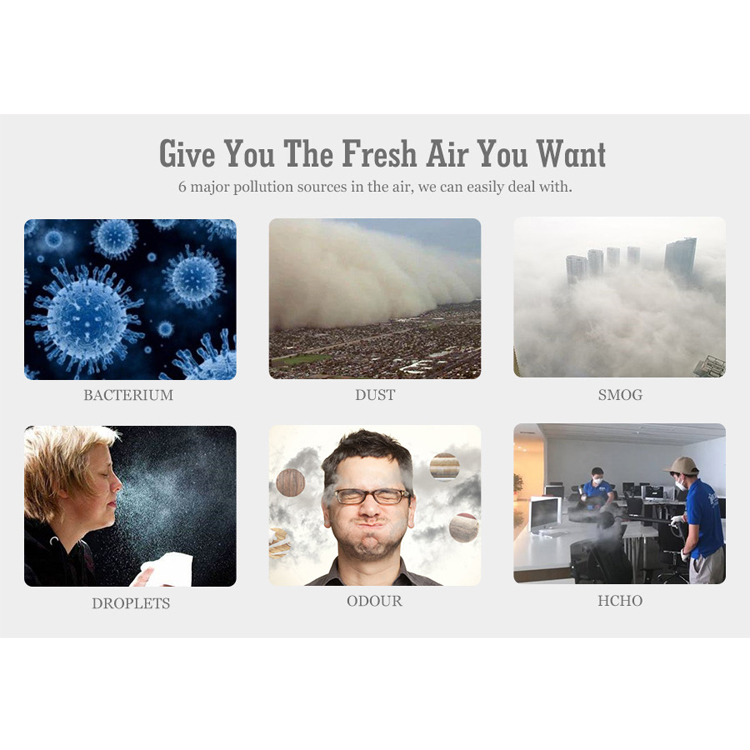 Give You The Fresh Air You Want
6 major pollution sources in the air, we can easily deal with.
BACTERIUM
DUST
SMOG
DROPLETS
ODOUR
HCHO